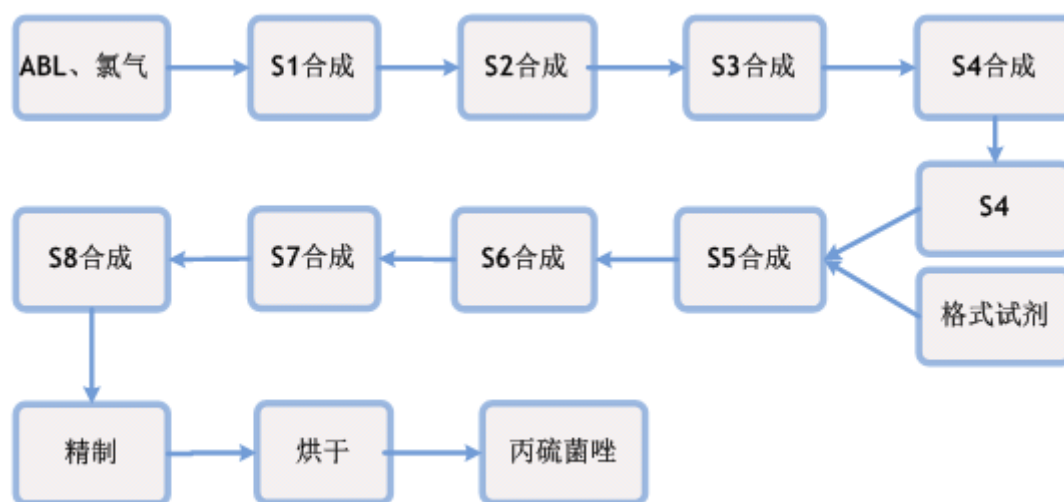 ABL、氯气
S1合成
S2合成
S3合成
S4合成
S4
格式试剂
S5合成
S6合成
S7合成
S8合成
精制
烘干
丙硫菌唑